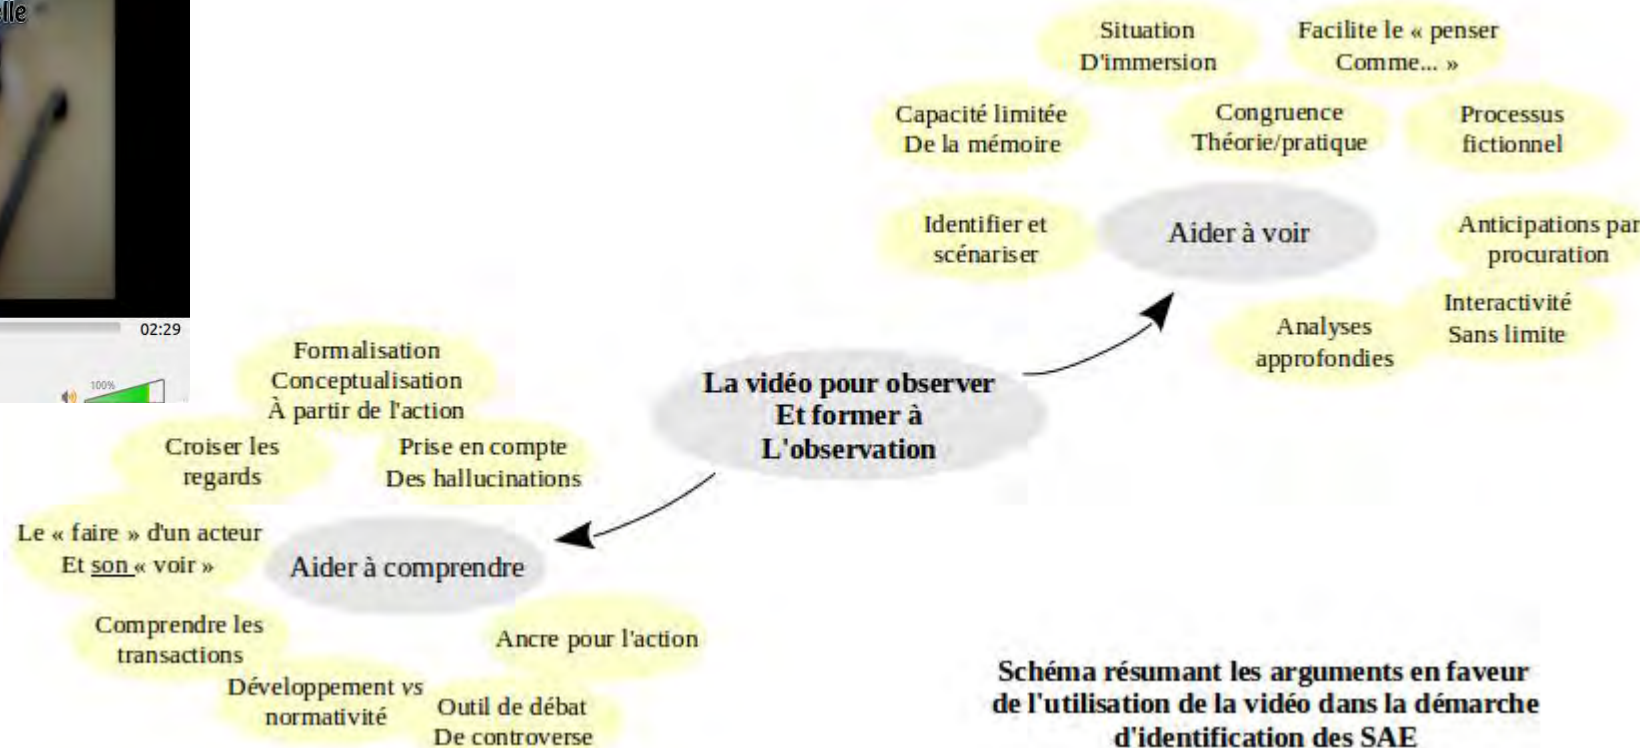 02:29
100%
Situation
D'immersion
Facilite le « penser
Comme... »
Capacité limitée
De la mémoire
Congruence
Théorie/pratique
Processus
fictionnel
Identifier et
scénariser
Aider à voir
Anticipations par
procuration
Interactivité
Sans limite
Analyses
approfondies
La vidéo pour observer
Et former à
L'observation
Formalisation
Conceptualisation
À partir de l'action
Croiser les
regards
Prise en compte
Des hallucinations
Le « faire » d'un acteur
Et son « voir »
Aider à comprendre
Comprendre les
transactions
Ancre pour l'action
Développement vs
normativité
Outil de débat
De controverse
Schéma résumant les arguments en faveur
de l'utilisation de la vidéo dans la démarche
d'identification des SAE